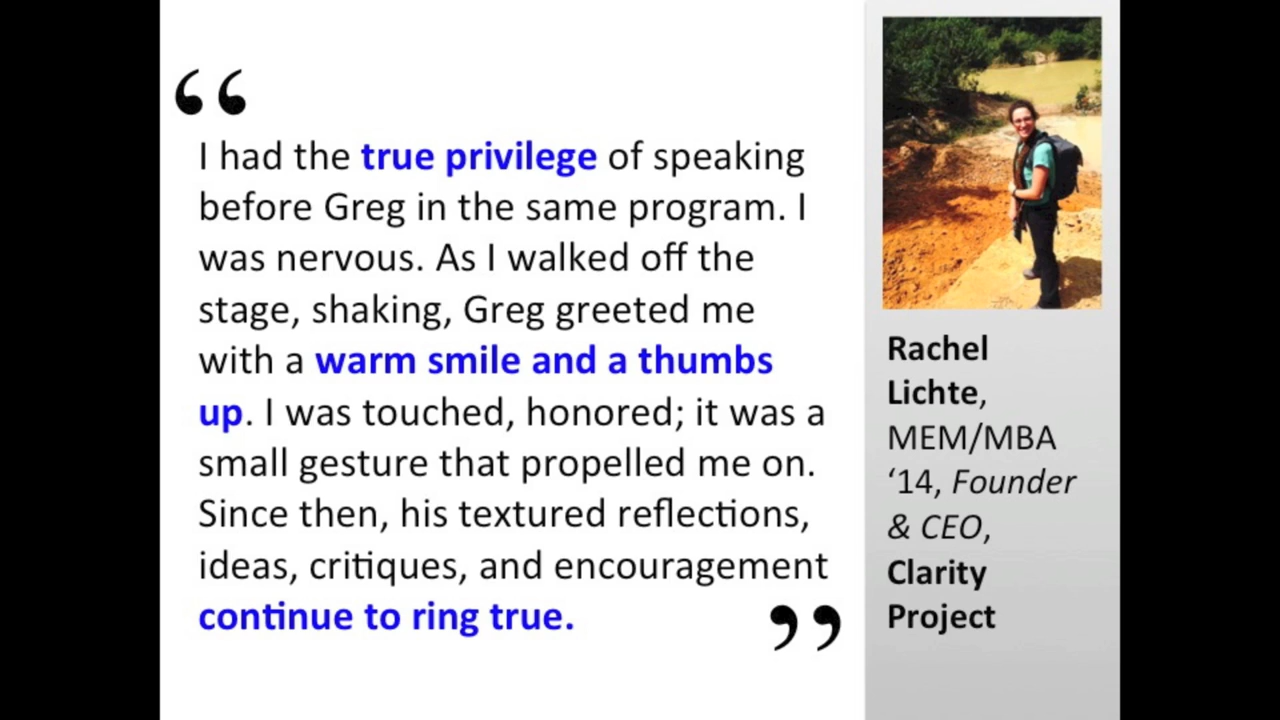 “
I had the true privilege of speaking
before Greg in the same program. I
was nervous. As I walked off the
stage, shaking, Greg greeted me
with a warm smile and a thumbs
up. I was touched, honored; it was a
small gesture that propelled me on.
Since then, his textured reflections,
ideas, critiques, and encouragement
continue to ring true.
”
Rachel
Lichte,
MEM/MBA
‘14, Founder
& CEO,
Clarity
Project